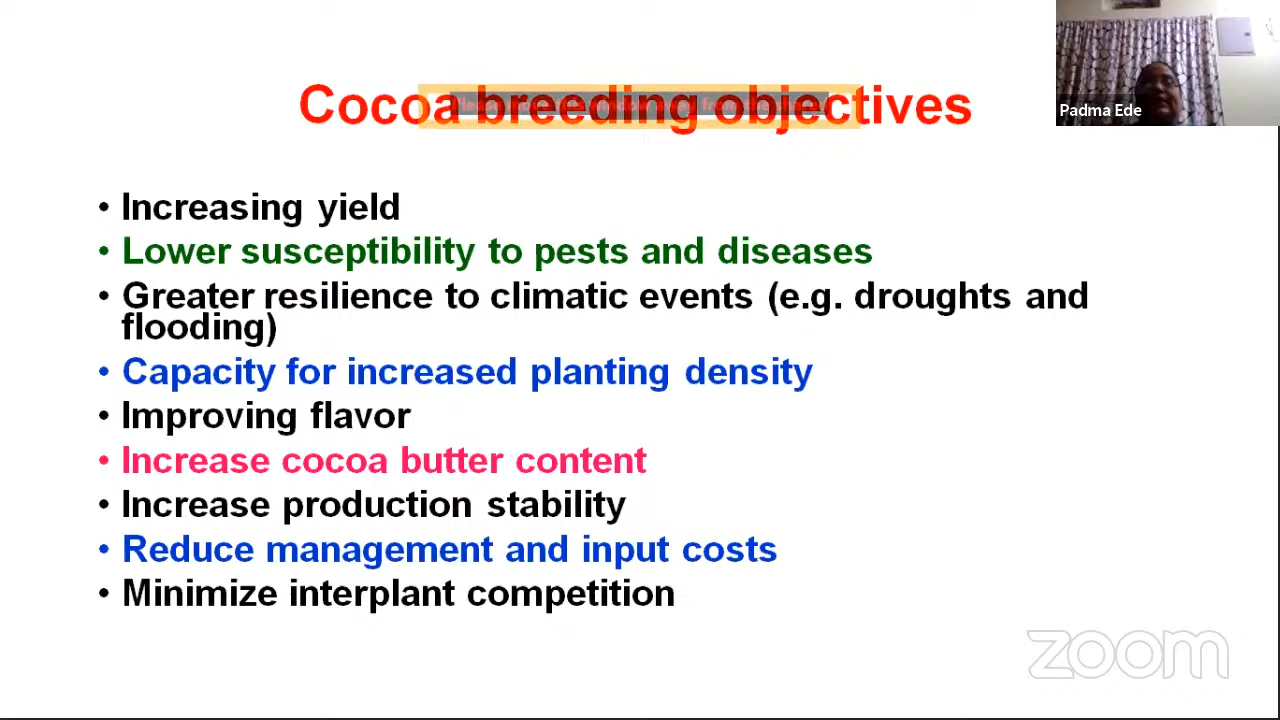 Cocoa breeding objectives
Padma Ede
• Increasing yield
• Lower susceptibility to pests and diseases
• Greater resilience to climatic events (e.g. droughts and
flooding)
• Capacity for increased planting density
• Improving flavor
• Increase cocoa butter content
• Increase production stability
• Reduce management and input costs
• Minimize interplant competition
zoom